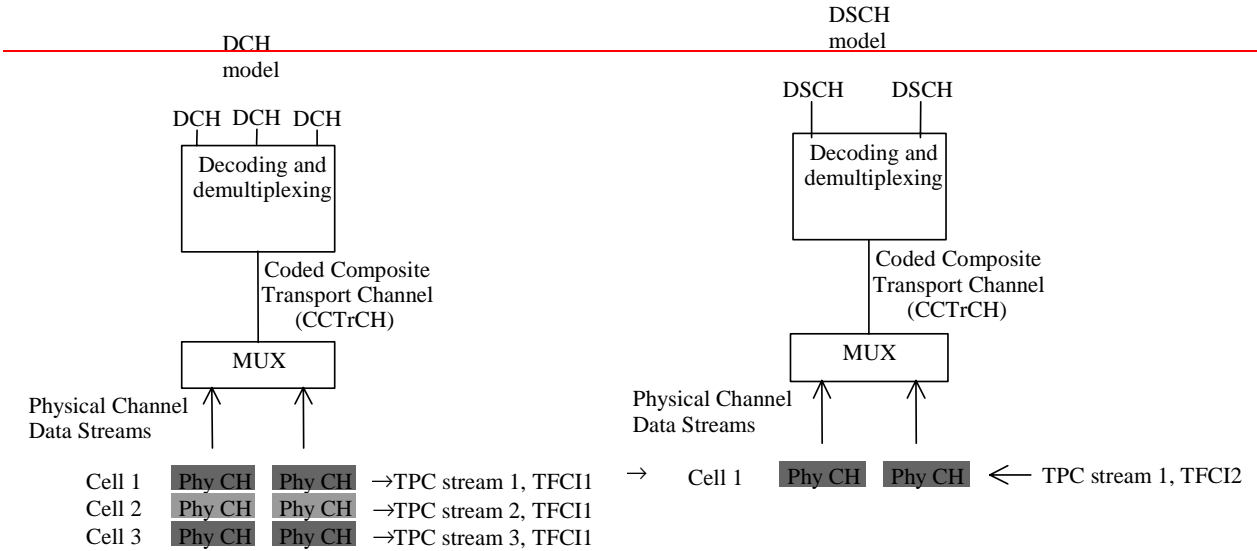 DCH
model
DCH DCH DCH
Decoding and
demultiplexing
Coded Composite
Transport Channel
(CCTrCH)
MUX
Physical Channel
Data Streams
Cell 1 Phy CH Phy CH →TPC stream 1, TFCI1
Cell 2 Phy CH Phy CH →TPC stream 2, TFCI1
Cell 3 Phy CH Phy CH →TPC stream 3, TFCI1
DSCH
model
DSCH DSCH
Decoding and
demultiplexing
Coded Composite
Transport Channel
(CCTrCH)
MUX
Physical Channel
Data Streams
→ Cell 1 Phy CH Phy CH ← TPC stream 1, TFCI2